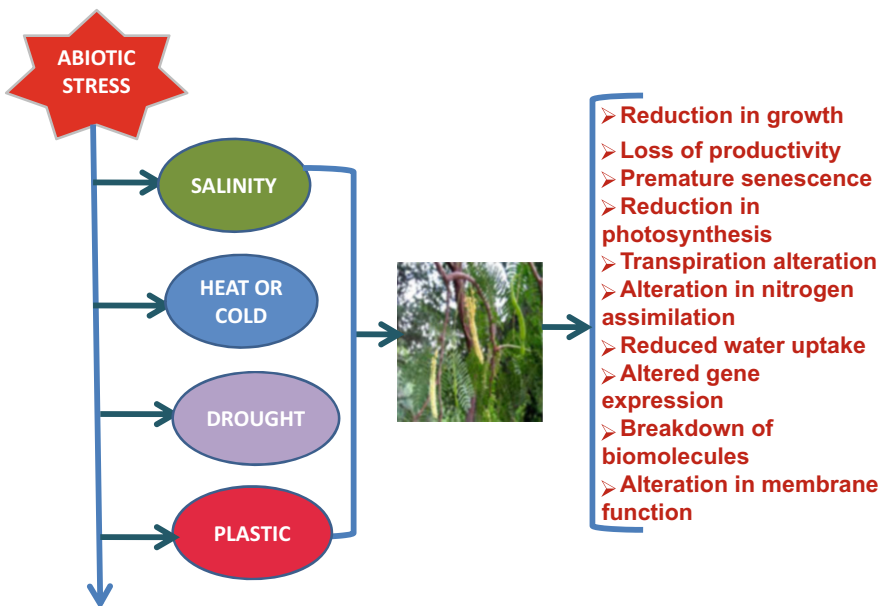 ABIOTIC
STRESS
SALINITY
HEAT OR
COLD
DROUGHT
PLASTIC
➢ Reduction in growth
➢ Loss of productivity
➢ Premature senescence
➢ Reduction in
photosynthesis
➢ Transpiration alteration
➢ Alteration in nitrogen
assimilation
➢ Reduced water uptake
➢ Altered gene
expression
➢ Breakdown of
biomolecules
➢ Alteration in membrane
function